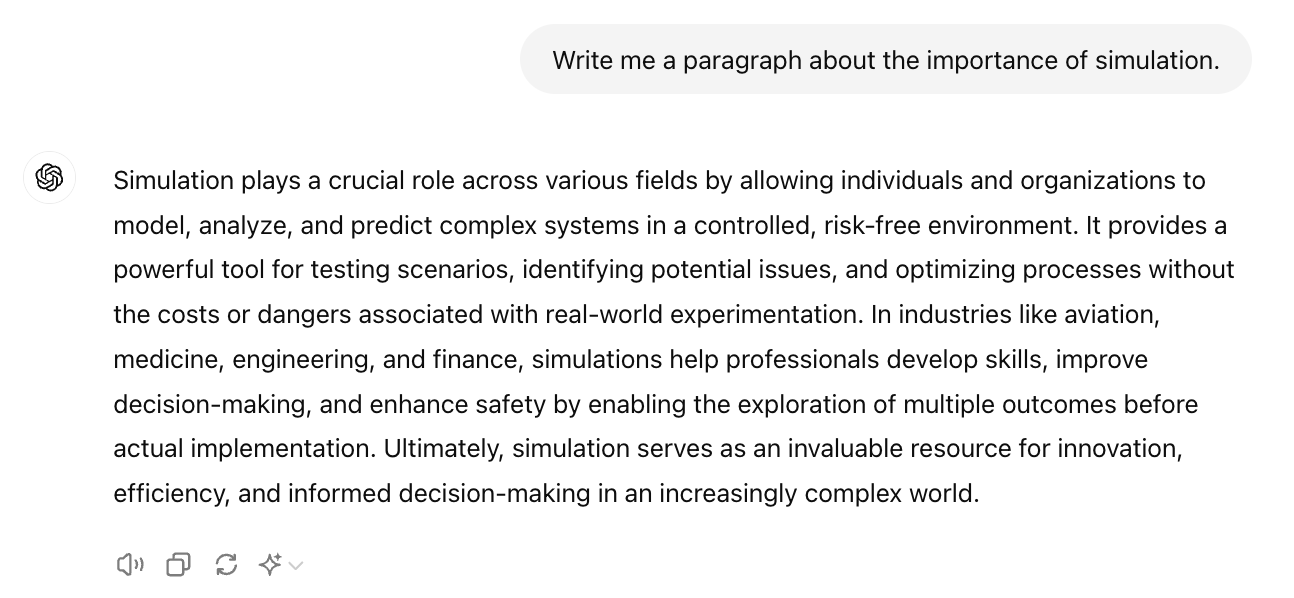 Write me a paragraph about the importance of simulation.
Simulation plays a crucial role across various fields by allowing individuals and organizations to
model, analyze, and predict complex systems in a controlled, risk-free environment. It provides a
powerful tool for testing scenarios, identifying potential issues, and optimizing processes without
the costs or dangers associated with real-world experimentation. In industries like aviation,
medicine, engineering, and finance, simulations help professionals develop skills, improve
decision-making, and enhance safety by enabling the exploration of multiple outcomes before
actual implementation. Ultimately, simulation serves as an invaluable resource for innovation,
efficiency, and informed decision-making in an increasingly complex world.